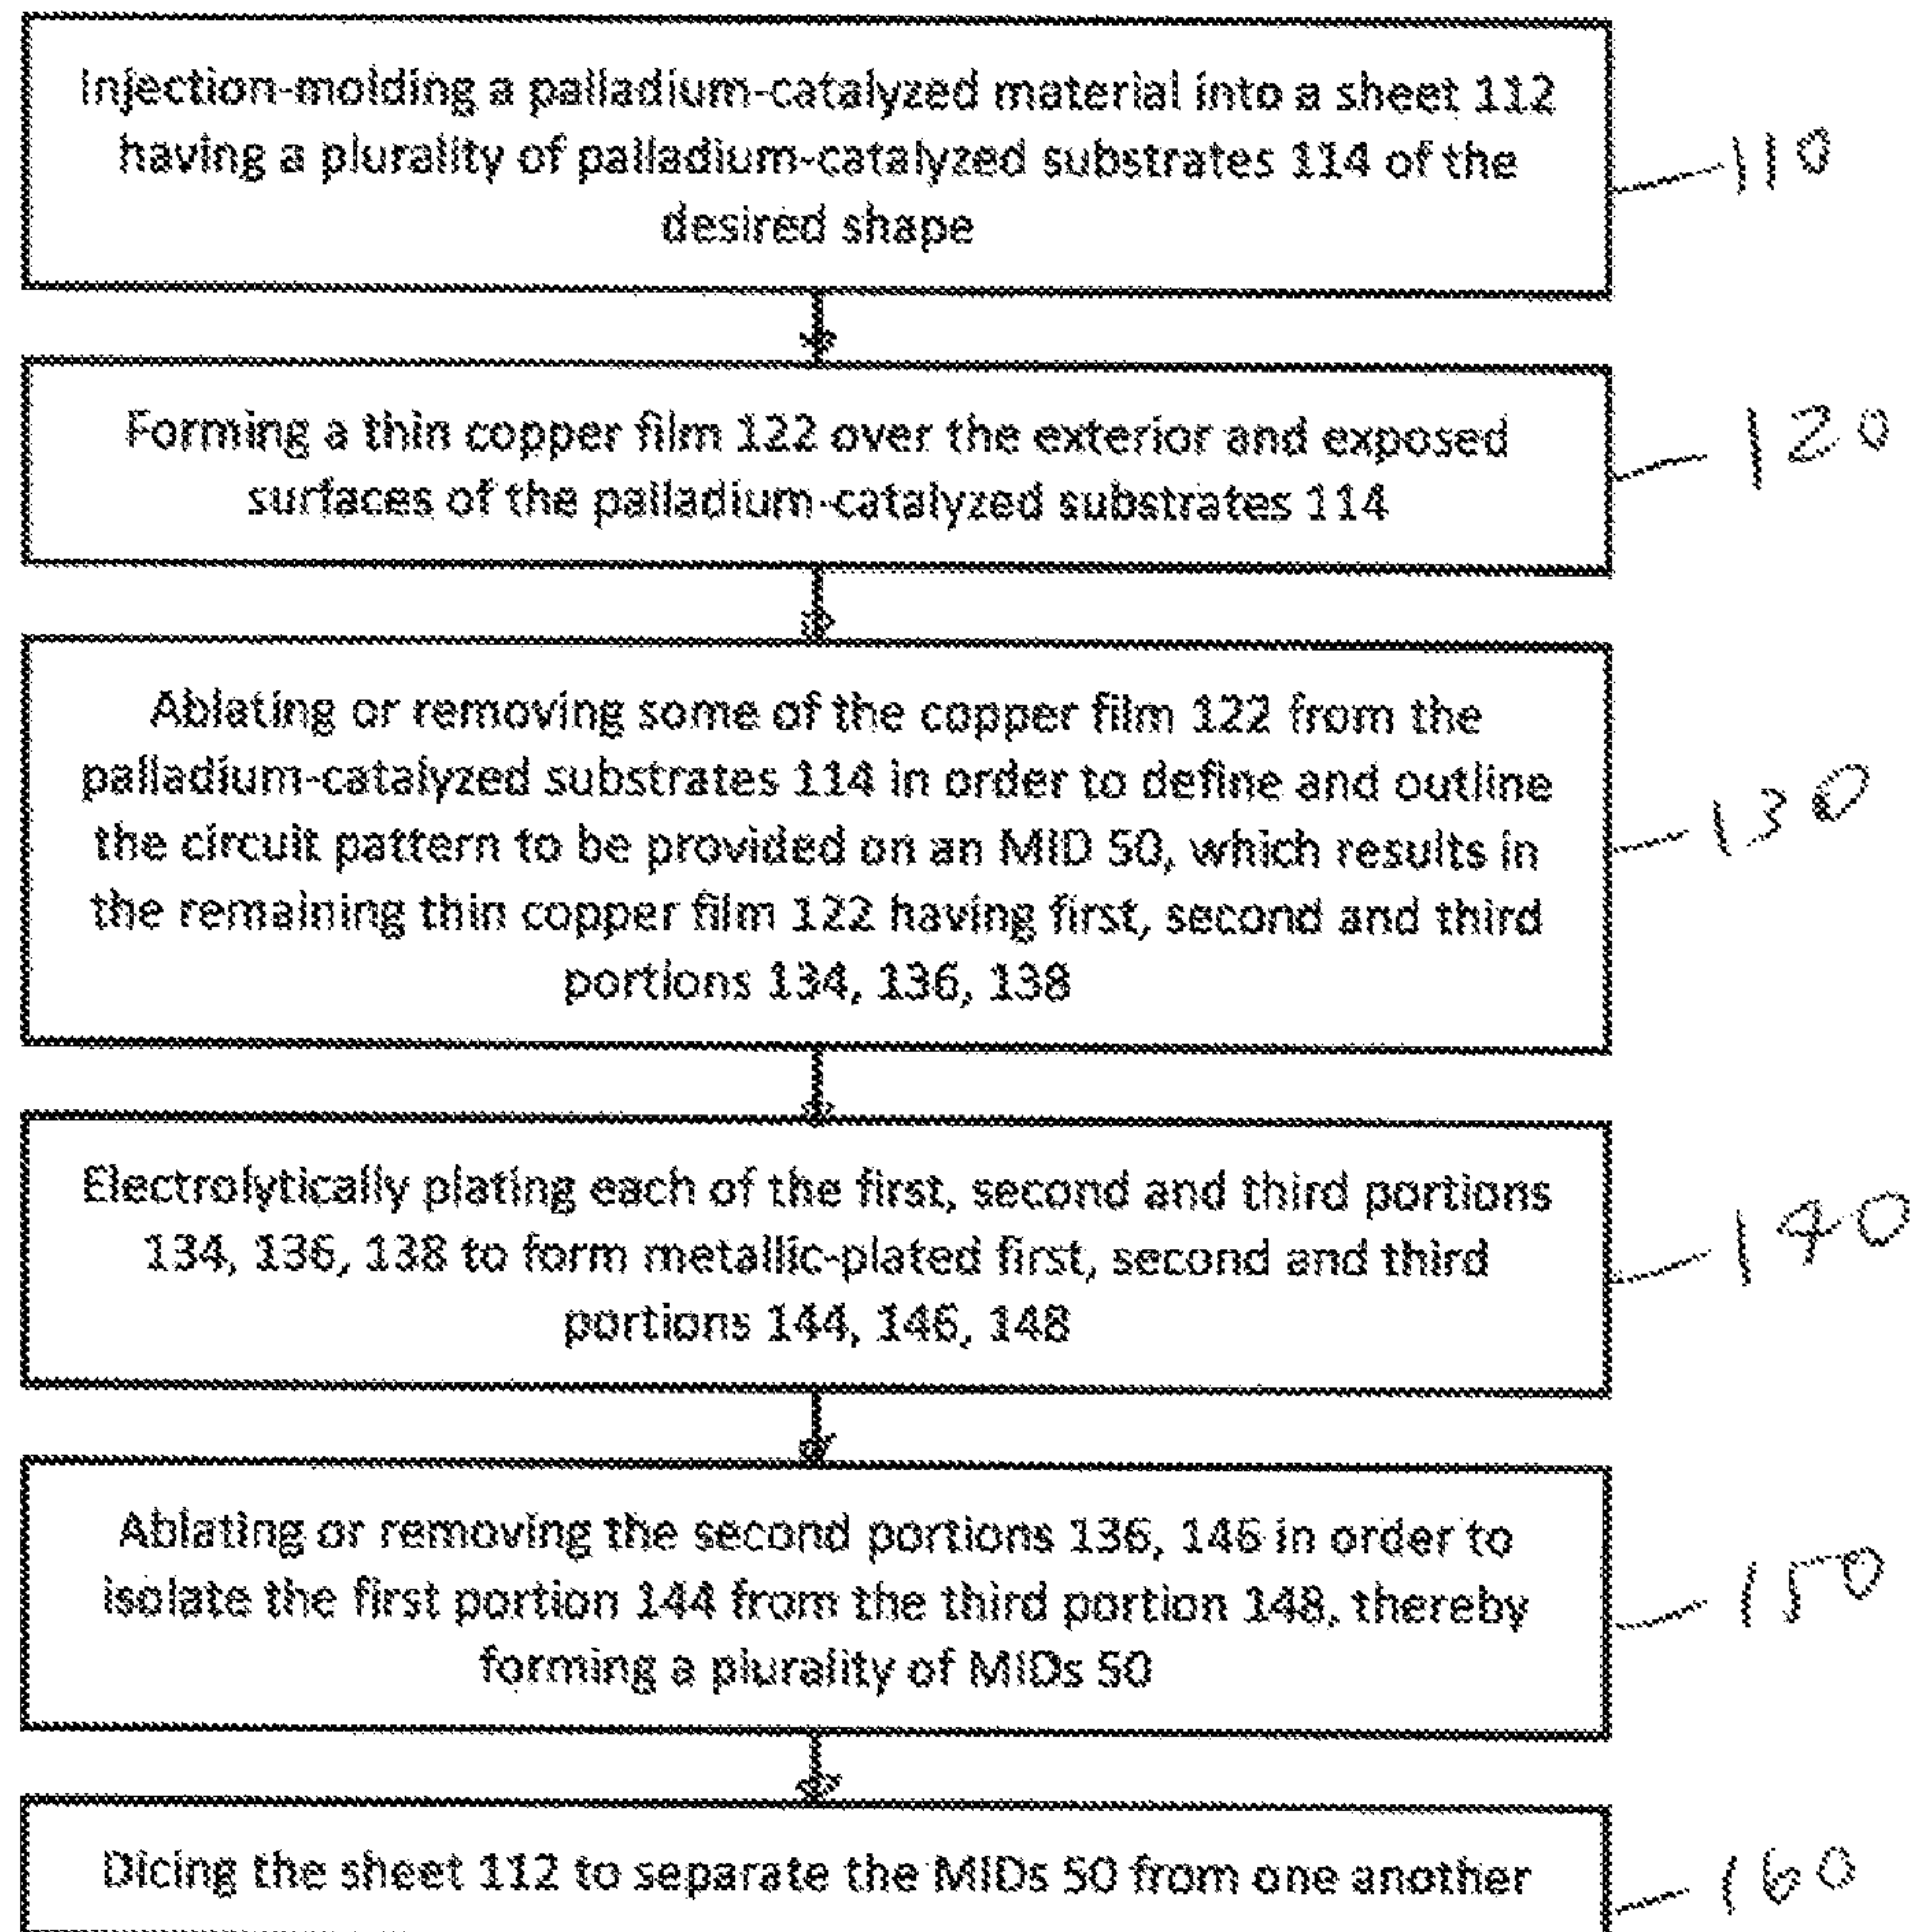 Injection-molding a palladium-catalyzed material into a sheet 112
having a plurality of palladium-catalyzed substrates 114 of the
desired shape
110
Forming a thin copper film 122 over the exterior and exposed
surfaces of the palladium-catalyzed substrates 114
120
Ablating or removing some of the copper film 122 from the
palladium-catalyzed substrates 114 in order to define and outline
the circuit pattern to be provided on an MID 50, which results in
the remaining thin copper film 122 having first, second and third
portions 134, 136, 138
130
Electrolytically plating each of the first, second and third portions
134, 136, 138 to form metallic-plated first, second and third
portions 144, 146, 148
140
Ablating or removing the second portions 136, 146 in order to
isolate the first portion 144 from the third portion 148, thereby
forming a plurality of MIDs 50
150
Dicing the sheet 112 to separate the MIDs 50 from one another
160